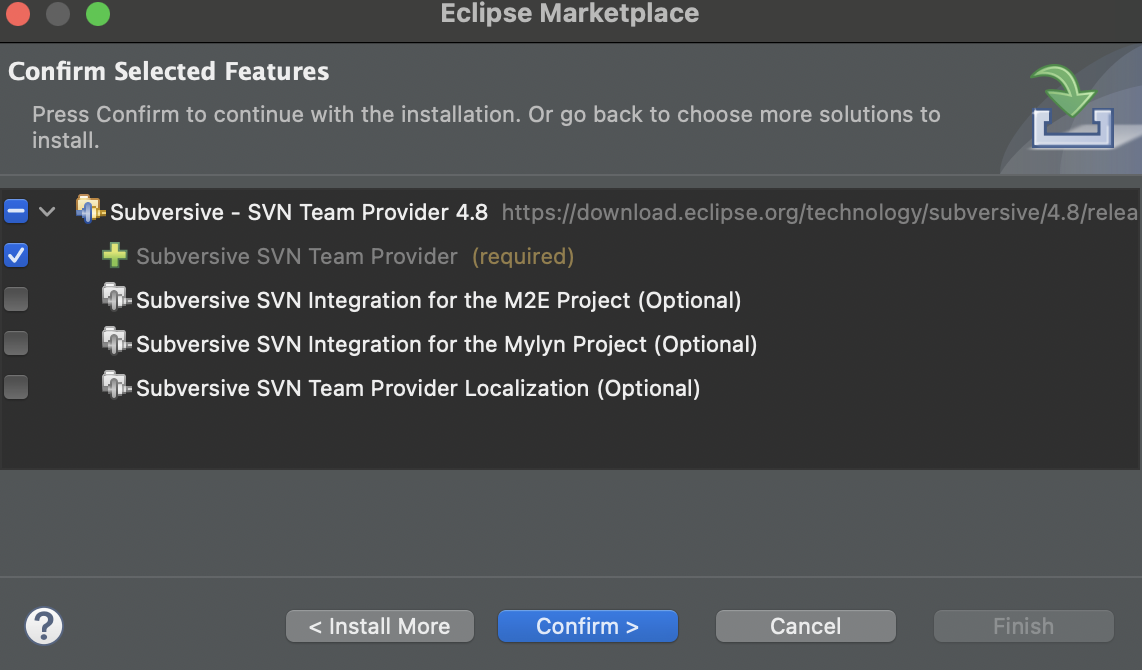 Eclipse Marketplace
Confirm Selected Features
Press Confirm to continue with the installation. Or go back to choose more solutions to
install.
Subversive - SVN Team Provider 4.8 https://download.eclipse.org/technology/subversive/4.8/relea
Subversive SVN Team Provider (required)
Subversive SVN Integration for the M2E Project (Optional)
Subversive SVN Integration for the Mylyn Project (Optional)
Subversive SVN Team Provider Localization (Optional)
? < Install More Confirm > Cancel Finish